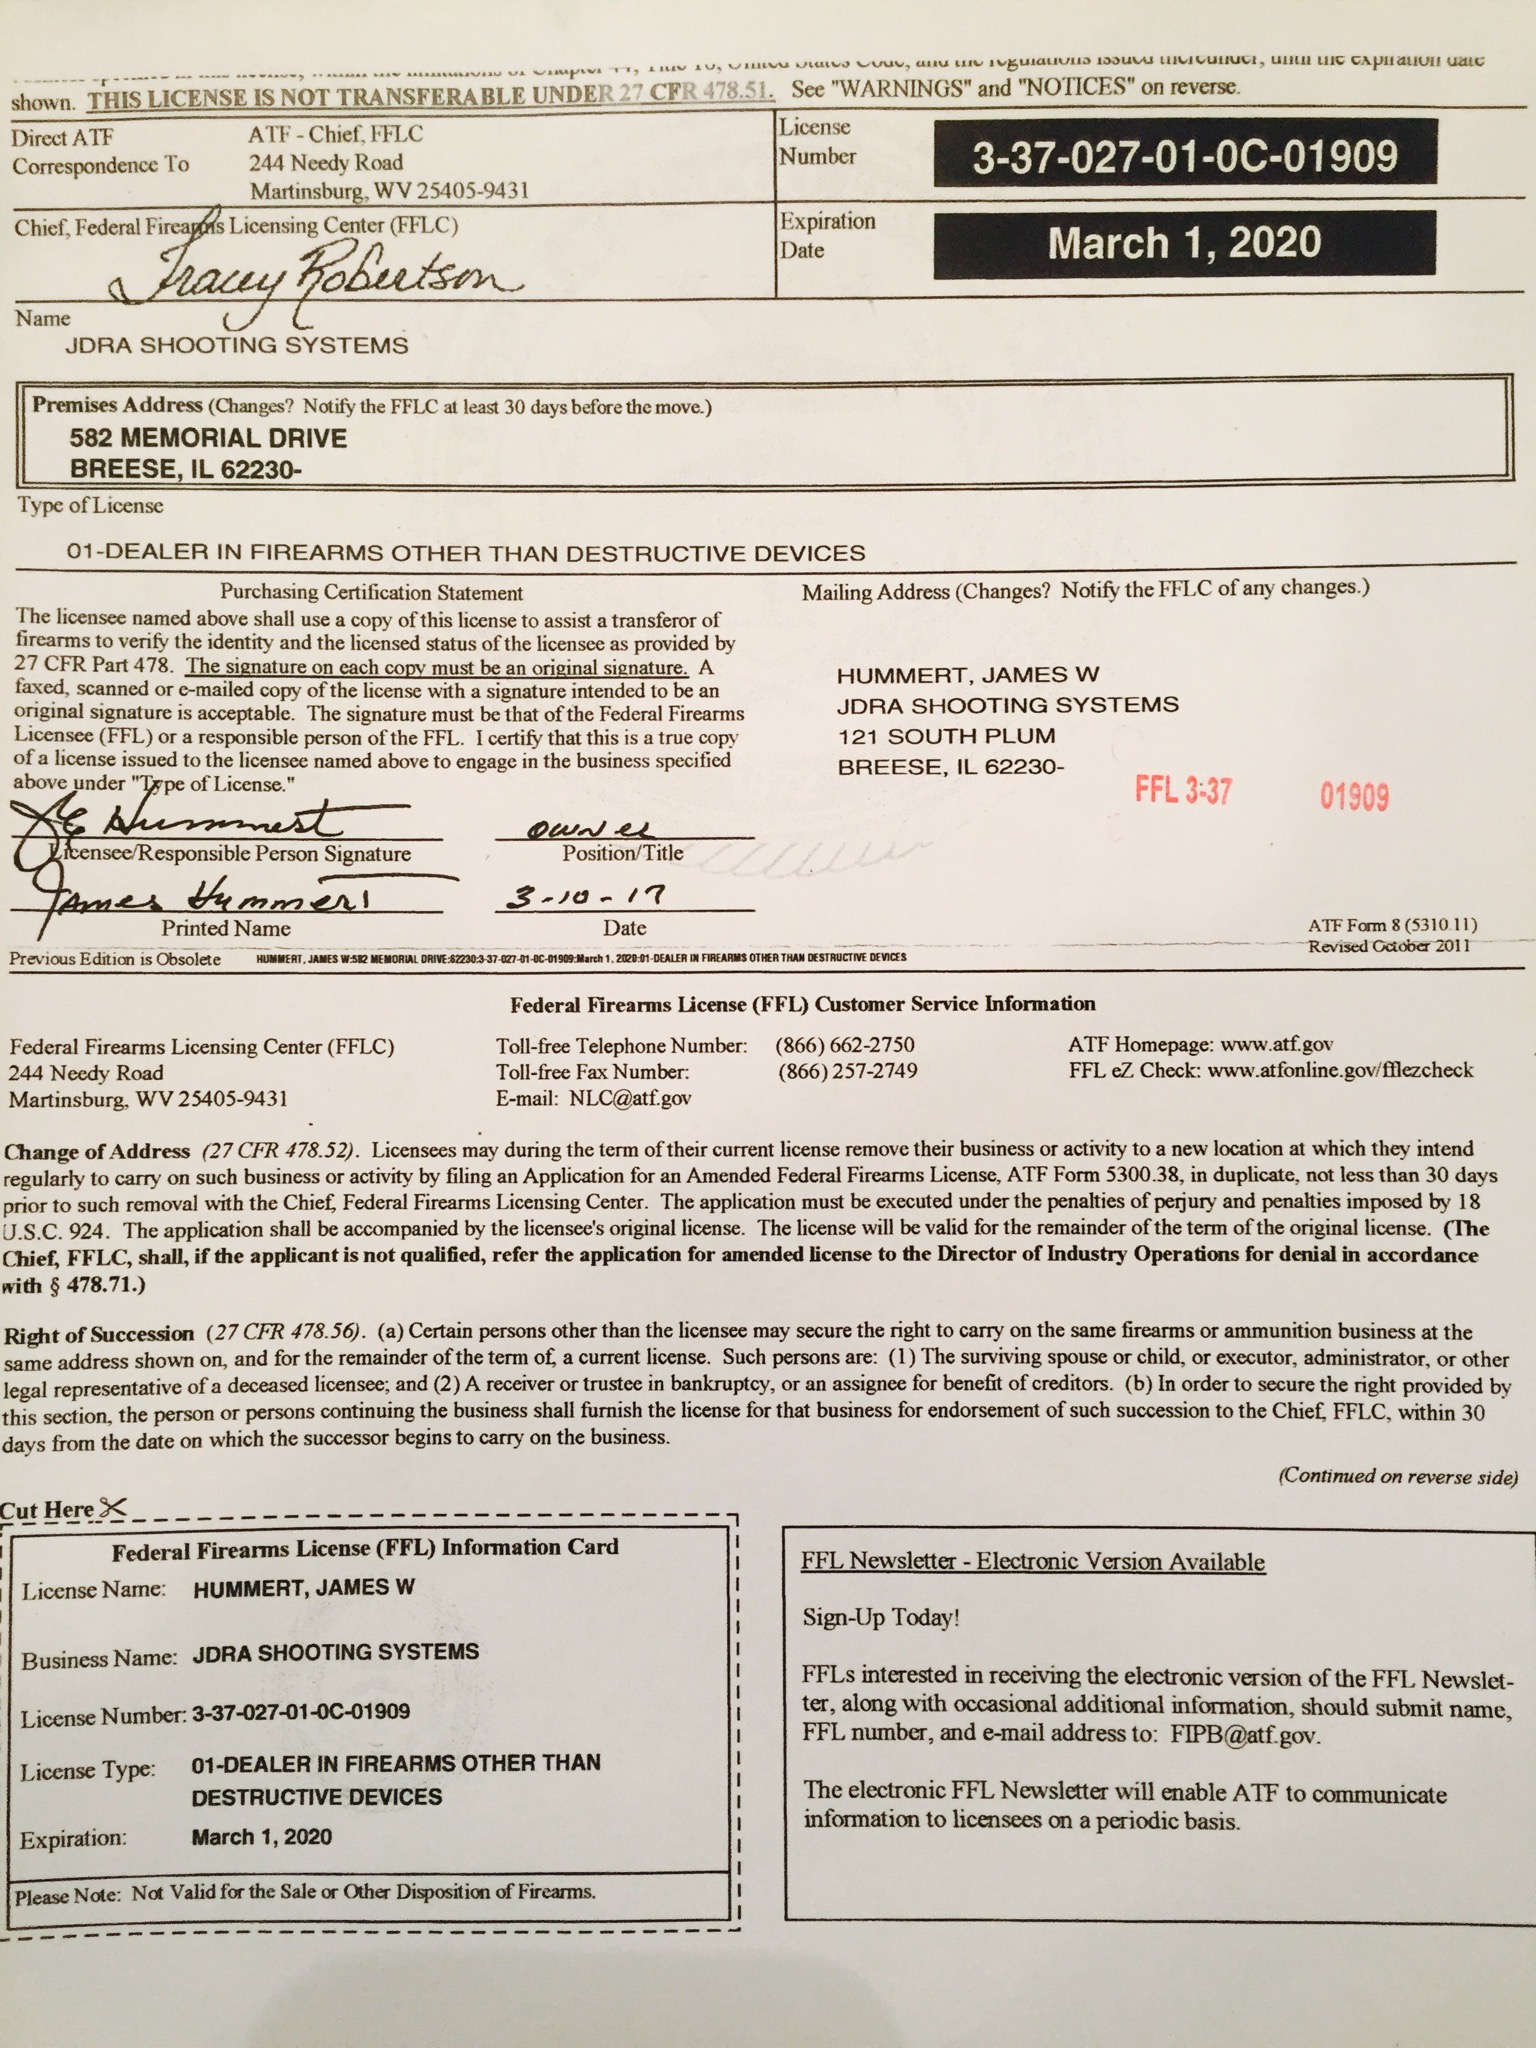 shown. THIS LICENSE IS NOT TRANSFERABLE UNDER 27 CFR 478.51. See "WARNINGS" and "NOTICES" on reverse.
Direct ATF
Correspondence To
ATF - Chief, FFLC
244 Needy Road
Martinsburg, WV 25405-9431
License
Number
3-37-027-01-0C-01909
Chief, Federal Firearms Licensing Center (FFLC)
Tracey Robertson
Expiration
Date
March 1, 2020
Name
JDRA SHOOTING SYSTEMS
Premises Address (Changes? Notify the FFLC at least 30 days before the move.)
582 MEMORIAL DRIVE
BREESE, IL 62230-
Type of License
01-DEALER IN FIREARMS OTHER THAN DESTRUCTIVE DEVICES
Purchasing Certification Statement
The licensee named above shall use a copy of this license to assist a transferor of
firearms to verify the identity and the licensed status of the licensee as provided by
27 CFR Part 478. The signature on each copy must be an original signature. A
faxed, scanned or e-mailed copy of the license with a signature intended to be an
original signature is acceptable. The signature must be that of the Federal Firearms
Licensee (FFL) or a responsible person of the FFL. I certify that this is a true copy
of a license issued to the licensee named above to engage in the business specified
above under "Type of License."
Mailing Address (Changes? Notify the FFLC of any changes.)
HUMMERT, JAMES W
JDRA SHOOTING SYSTEMS
121 SOUTH PLUM
BREESE, IL 62230-
FFL 3-37 01909
Hummert owner
Licensee/Responsible Person Signature Position/Title
James Hummert 3-10-17
Printed Name Date
ATF Form 8 (5310.11)
Revised October 2011
Previous Edition is Obsolete HUMMERT, JAMES W:582 MEMORIAL DRIVE:62230:3-37-027-01-0C-01909:March 1, 2020:01-DEALER IN FIREARMS OTHER THAN DESTRUCTIVE DEVICES
Federal Firearms License (FFL) Customer Service Information
Federal Firearms Licensing Center (FFLC)
244 Needy Road
Martinsburg, WV 25405-9431
Toll-free Telephone Number: (866) 662-2750
Toll-free Fax Number: (866) 257-2749
E-mail: NLC@atf.gov
ATF Homepage: www.atf.gov
FFL eZ Check: www.atfonline.gov/fflezcheck
Change of Address (27 CFR 478.52). Licensees may during the term of their current license remove their business or activity to a new location at which they intend
regularly to carry on such business or activity by filing an Application for an Amended Federal Firearms License, ATF Form 5300.38, in duplicate, not less than 30 days
prior to such removal with the Chief, Federal Firearms Licensing Center. The application must be executed under the penalties of perjury and penalties imposed by 18
U.S.C. 924. The application shall be accompanied by the licensee's original license. The license will be valid for the remainder of the term of the original license. (The
Chief, FFLC, shall, if the applicant is not qualified, refer the application for amended license to the Director of Industry Operations for denial in accordance
with § 478.71.)
Right of Succession (27 CFR 478.56). (a) Certain persons other than the licensee may secure the right to carry on the same firearms or ammunition business at the
same address shown on, and for the remainder of the term of, a current license. Such persons are: (1) The surviving spouse or child, or executor, administrator, or other
legal representative of a deceased licensee; and (2) A receiver or trustee in bankruptcy, or an assignee for benefit of creditors. (b) In order to secure the right provided by
this section, the person or persons continuing the business shall furnish the license for that business for endorsement of such succession to the Chief, FFLC, within 30
days from the date on which the successor begins to carry on the business.
(Continued on reverse side)
Cut Here
Federal Firearms License (FFL) Information Card
License Name: HUMMERT, JAMES W
Business Name: JDRA SHOOTING SYSTEMS
License Number: 3-37-027-01-0C-01909
License Type: 01-DEALER IN FIREARMS OTHER THAN
DESTRUCTIVE DEVICES
Expiration: March 1, 2020
Please Note: Not Valid for the Sale or Other Disposition of Firearms.
FFL Newsletter - Electronic Version Available
Sign-Up Today!
FFLs interested in receiving the electronic version of the FFL Newslet-
ter, along with occasional additional information, should submit name,
FFL number, and e-mail address to: FIPB@atf.gov.
The electronic FFL Newsletter will enable ATF to communicate
information to licensees on a periodic basis.